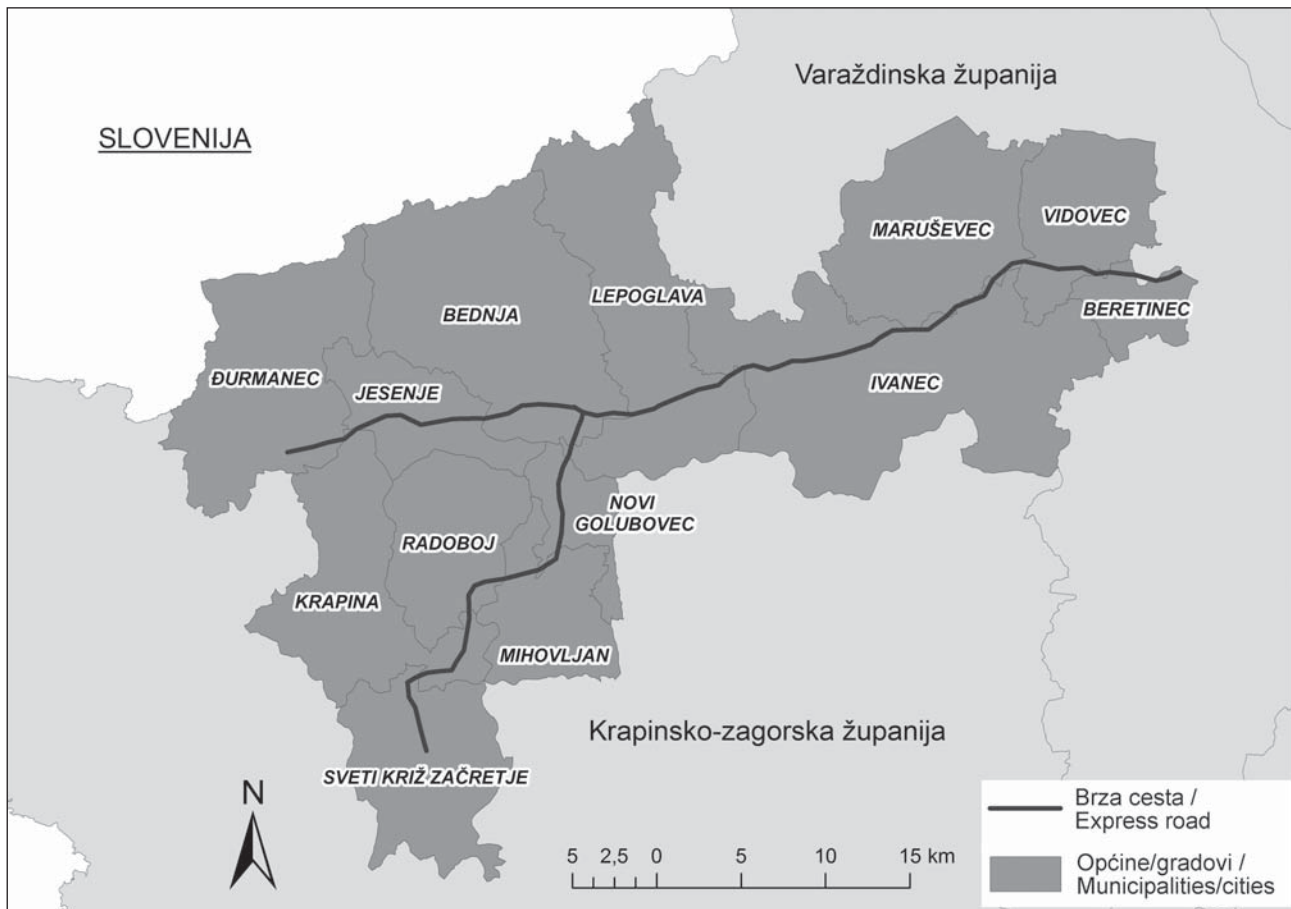 Varaždinska županija
SLOVENIJA
MARUŠEVEC
VIDOVEC
LEPOGLAVA
BEDNJA
BERETINEC
ĐURMANEC
JESENJE
IVANEC
NOVI
GOLUBOVEC
RADOBOJ
KRAPINA
MIHOVLJAN
Krapinsko-zagorska županija
SVETI KRIŽ ZAČRETJE
N
5 2,5 0 5 10 15 km
Brza cesta /
Express road
Općine/gradovi /
Municipalities/cities